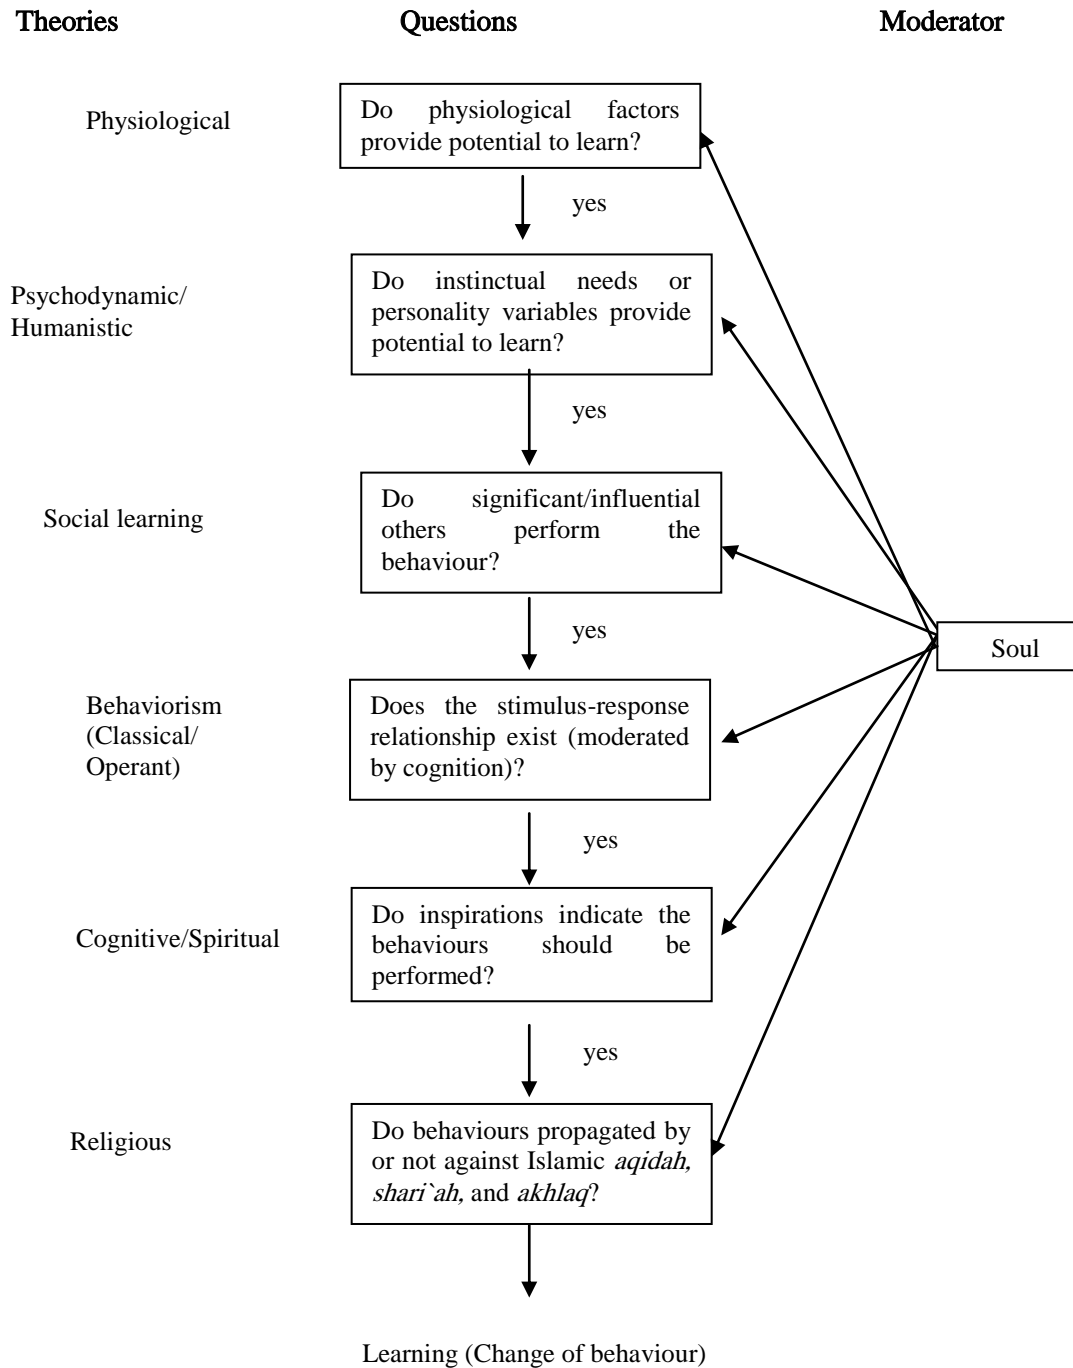 Theories Questions Moderator
Physiological
Do physiological factors
provide potential to learn?
yes
Psychodynamic/
Humanistic
Do instinctual needs or
personality variables provide
potential to learn?
yes
Social learning
Do significant/influential
others perform the
behaviour?
yes
Soul
Behaviorism
(Classical/
Operant)
Does the stimulus-response
relationship exist (moderated
by cognition)?
yes
Cognitive/Spiritual
Do inspirations indicate the
behaviours should be
performed?
yes
Religious
Do behaviours propagated by
or not against Islamic aqidah,
shari`ah, and akhlaq?
Learning (Change of behaviour)